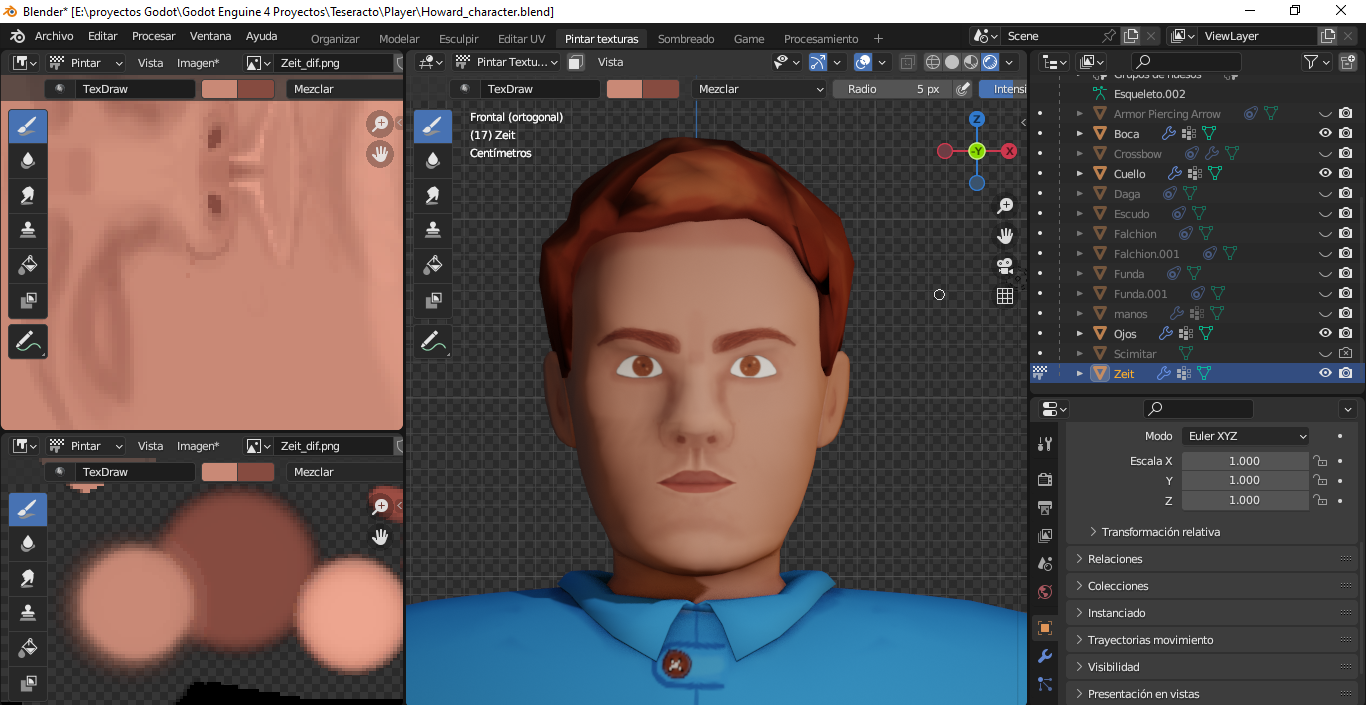 Blender* [E:\proyectos Godot\Godot Enguine 4 Proyectos\Teseracto\Player\Howard_character.blend]
Archivo Editar Procesar Ventana Ayuda Organizar Modelar Esculpir Editar UV Pintar texturas Sombreado Game Procesamiento + Scene ViewLayer
Pintar Vista Imagen* Zeit_dif.png
TexDraw Mezclar
Pintar Textu... Vista
TexDraw Mezclar Radio 5 px Intensi
Frontal (ortogonal)
(17) Zeit
Centímetros
Z
-Y
X
Pintar Vista Imagen* Zeit_dif.png
TexDraw Mezclar
Grupos de huesos
Esqueleto.002
Armor Piercing Arrow
Boca
Crossbow
Cuello
Daga
Escudo
Falchion
Falchion.001
Funda
Funda.001
manos
Ojos
Scimitar
Zeit
Modo Euler XYZ
Escala X 1.000
Y 1.000
Z 1.000
Transformación relativa
Relaciones
Colecciones
Instanciado
Trayectorias movimiento
Visibilidad
Presentación en vistas